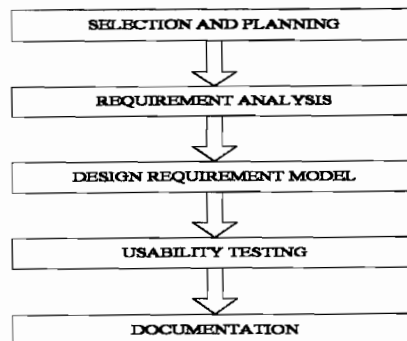 SELECTION AND PLANNING
REQUIREMENT ANALYSIS
DESIGN REQUIREMENT MODEL
USABILITY TESTING
DOCUMENTATION